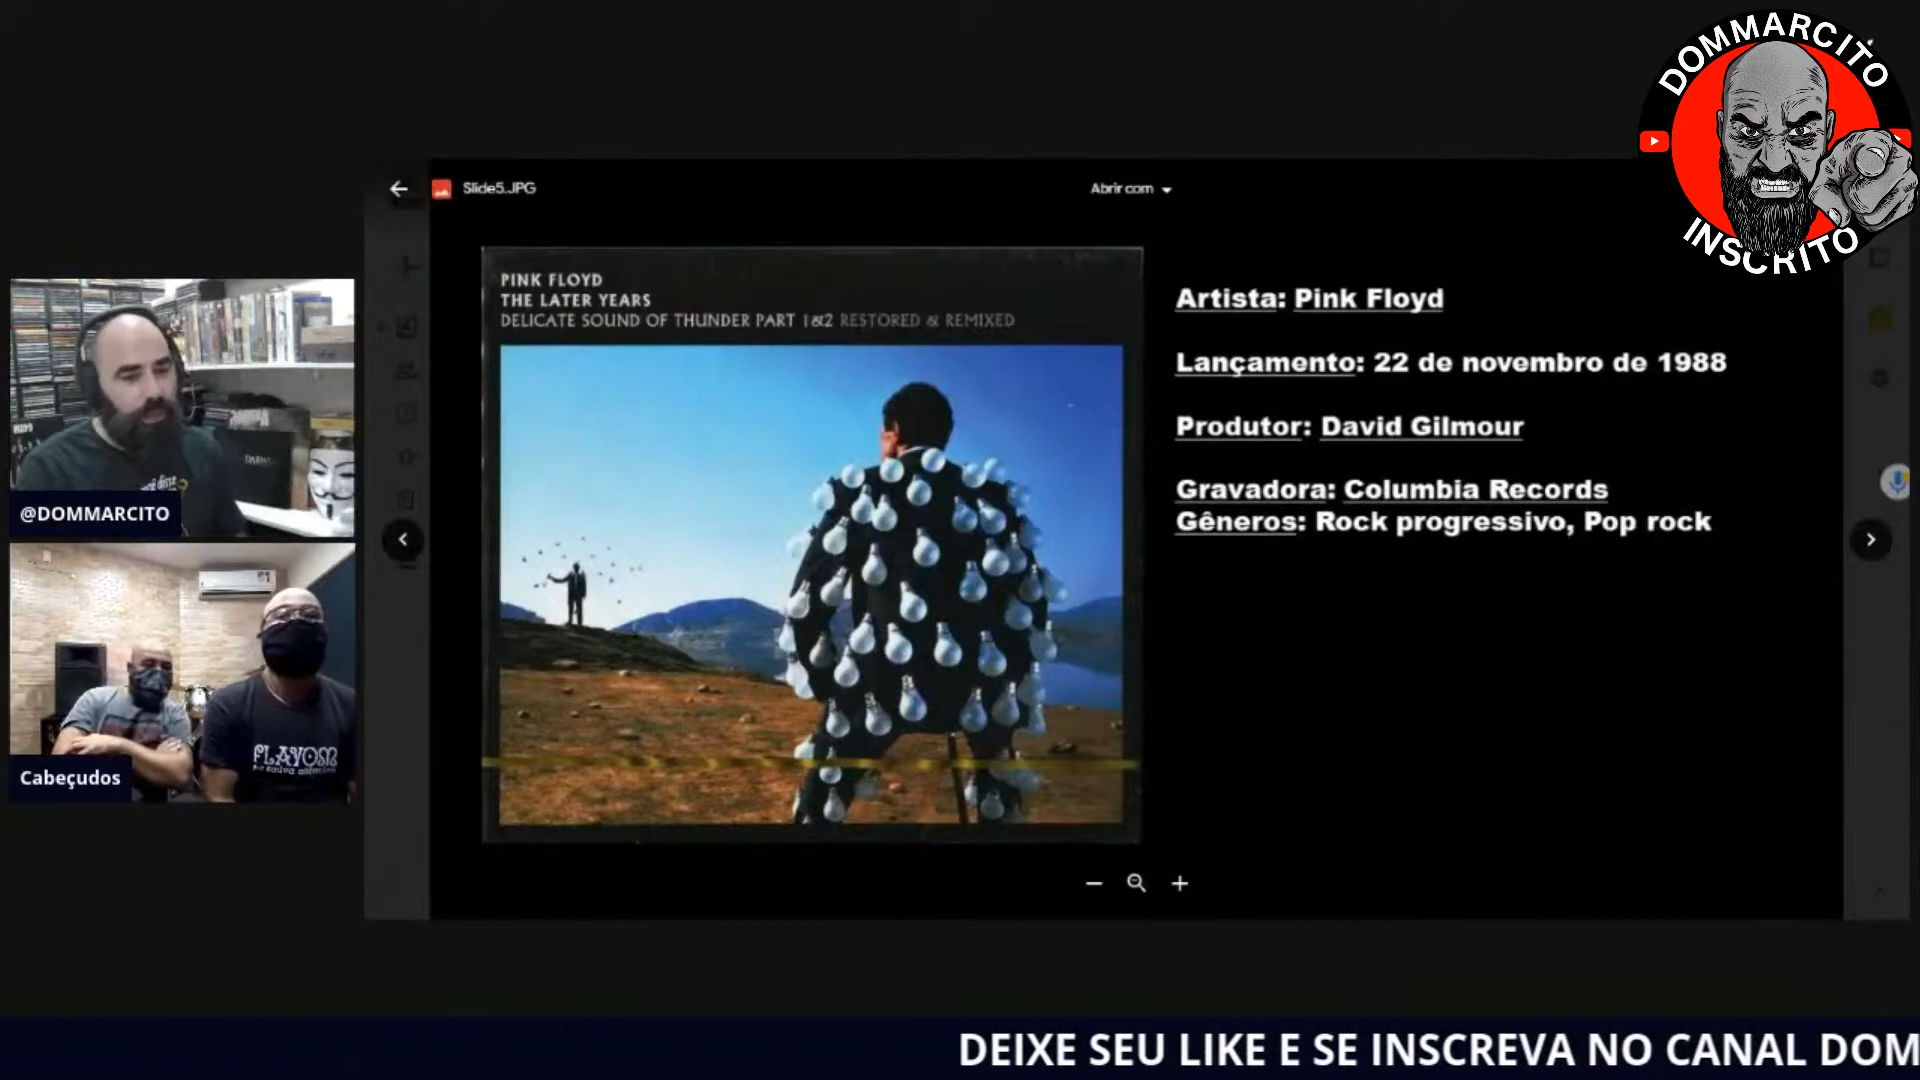 DOMMARCITO
INSCRITO
Slide5.JPG
Abrir com
PINK FLOYD
THE LATER YEARS
DELICATE SOUND OF THUNDER PART 1&2 RESTORED & REMIXED
Artista: Pink Floyd
Lançamento: 22 de novembro de 1988
Produtor: David Gilmour
Gravadora: Columbia Records
Gêneros: Rock progressivo, Pop rock
@DOMMARCITO
Cabeçudos
DEIXE SEU LIKE E SE INSCREVA NO CANAL DOM